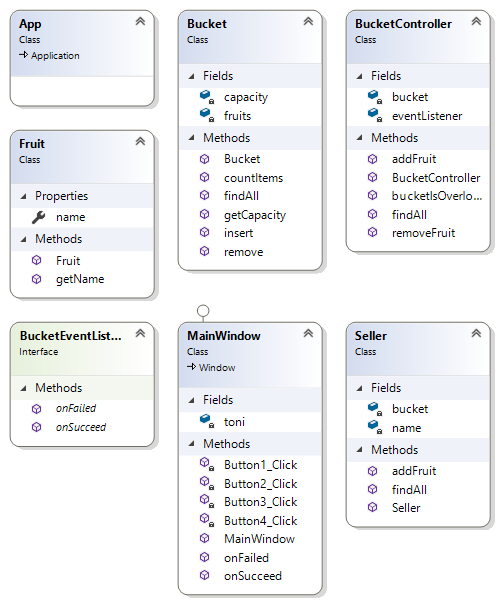 App
Class
Application
Bucket
Class
Fields
capacity
fruits
Methods
Bucket
countItems
findAll
getCapacity
insert
remove
BucketController
Class
Fields
bucket
eventListener
Methods
addFruit
BucketController
bucketIsOverlo...
findAll
removeFruit
Fruit
Class
Properties
name
Methods
Fruit
getName
BucketEventList...
Interface
Methods
onFailed
onSucceed
MainWindow
Class
Window
Fields
toni
Methods
Button1_Click
Button2_Click
Button3_Click
Button4_Click
MainWindow
onFailed
onSucceed
Seller
Class
Fields
bucket
name
Methods
addFruit
findAll
Seller